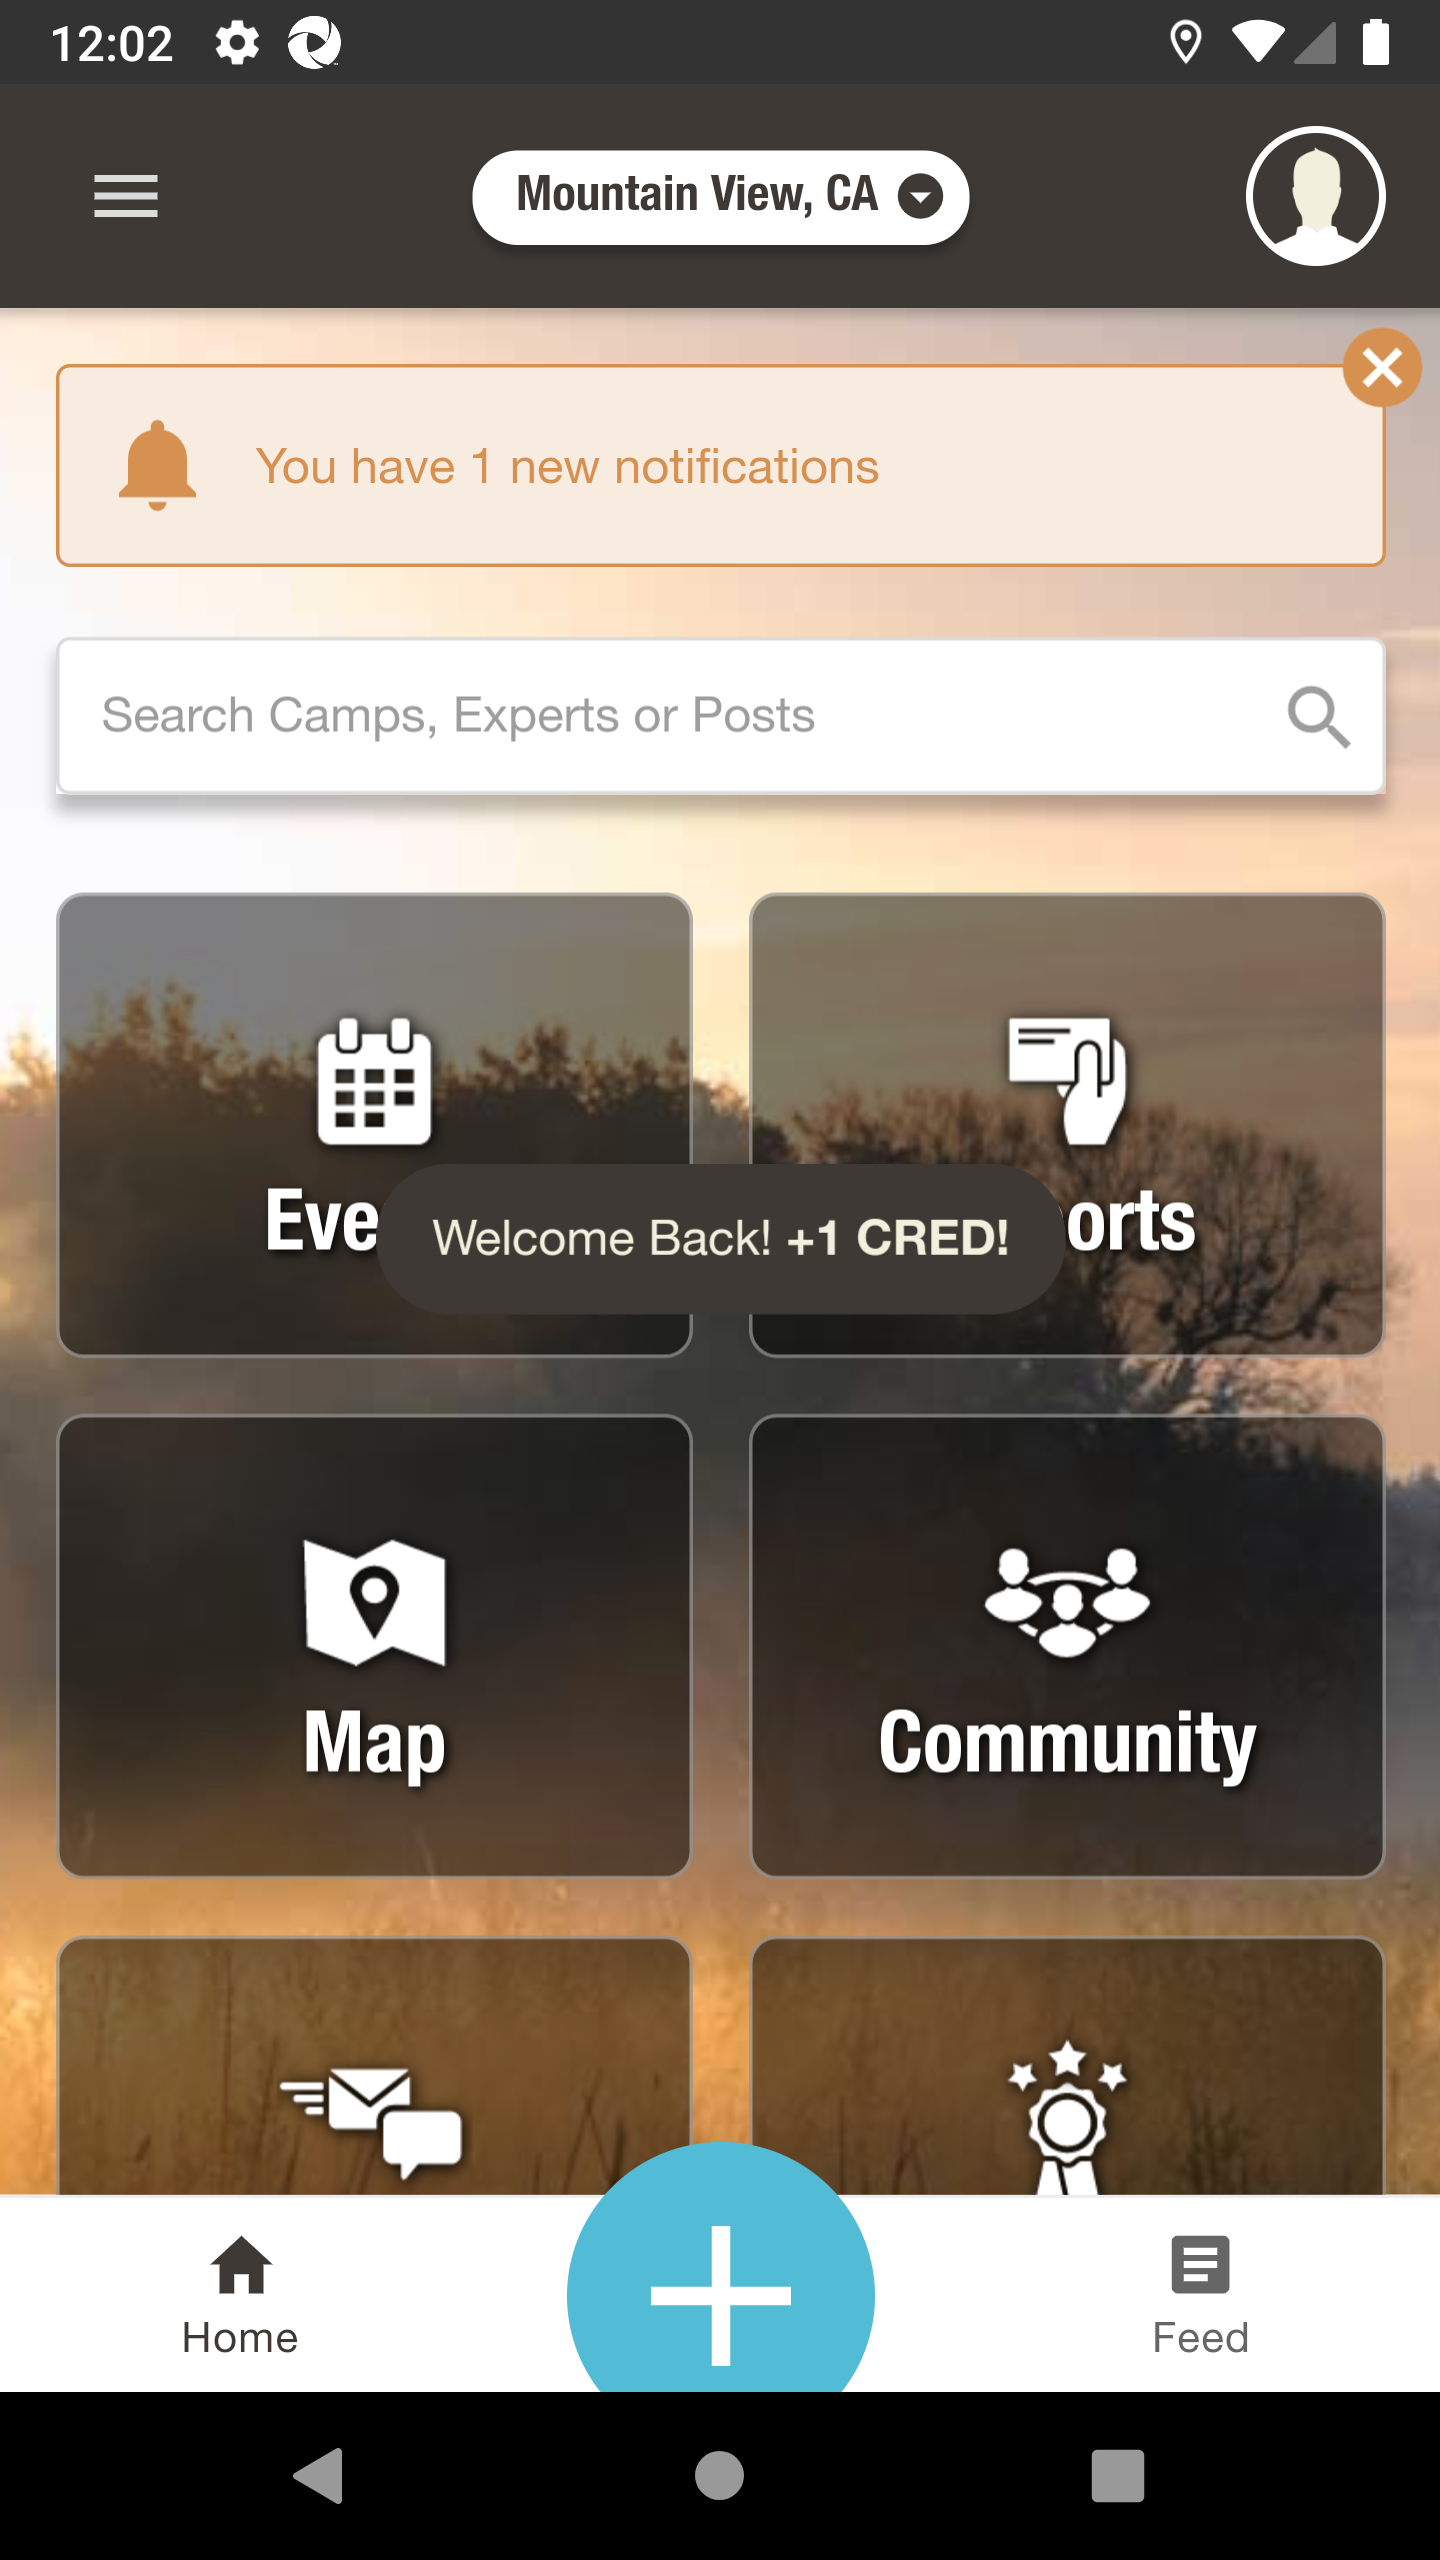 12:02
Mountain View, CA
You have 1 new notifications
Search Camps, Experts or Posts
Eve
orts
Welcome Back! +1 CRED!
Map
Community
Home
Feed